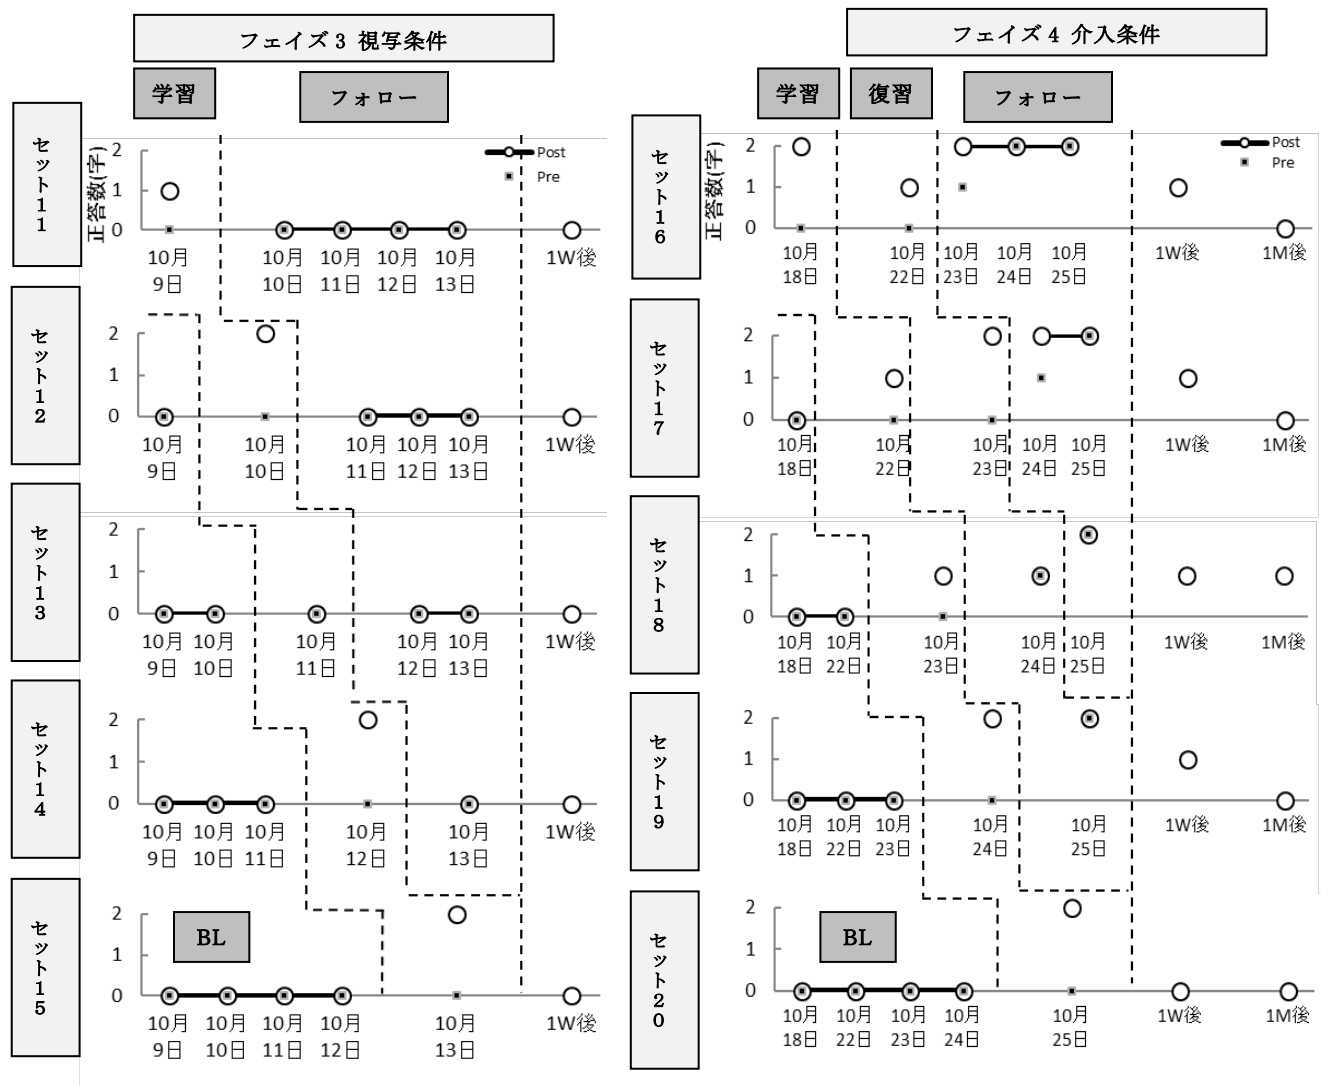 フェイズ 3 視写条件
学習
フォロー
セット11
正答数(字)
2
1
0
Post
Pre
10月 10月 10月 10月 10月 1W後
9日 10日 11日 12日 13日
セット12
2
1
0
10月 10月 10月 10月 10月 1W後
9日 10日 11日 12日 13日
セット13
2
1
0
10月 10月 10月 10月 10月 1W後
9日 10日 11日 12日 13日
セット14
2
1
0
10月 10月 10月 10月 10月 1W後
9日 10日 11日 12日 13日
セット15
2
1
0
BL
10月 10月 10月 10月 10月 1W後
9日 10日 11日 12日 13日
フェイズ 4 介入条件
学習
復習
フォロー
セット16
正答数(字)
2
1
0
Post
Pre
10月 10月 10月 10月 10月 1W後 1M後
18日 22日 23日 24日 25日
セット17
2
1
0
10月 10月 10月 10月 10月 1W後 1M後
18日 22日 23日 24日 25日
セット18
2
1
0
10月 10月 10月 10月 10月 1W後 1M後
18日 22日 23日 24日 25日
セット19
2
1
0
10月 10月 10月 10月 10月 1W後 1M後
18日 22日 23日 24日 25日
セット20
2
1
0
BL
10月 10月 10月 10月 10月 1W後 1M後
18日 22日 23日 24日 25日